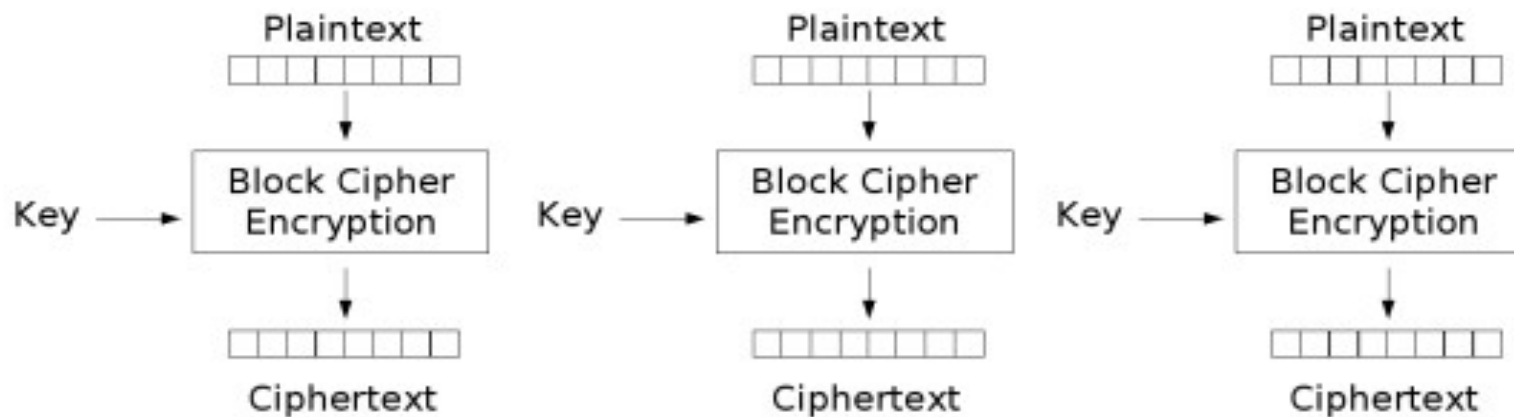 Plaintext
Block Cipher
Encryption
Key
Ciphertext
Plaintext
Block Cipher
Encryption
Key
Ciphertext
Plaintext
Block Cipher
Encryption
Key
Ciphertext